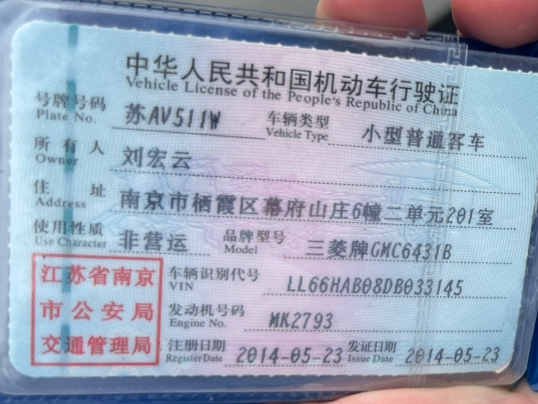 中华人民共和国机动车行驶证
Vehicle License of the People's Republic of China
号牌号码 苏AV511W 车辆类型 小型普通客车
Plate No. Vehicle Type
所有人 刘宏云
Owner
住址 南京市栖霞区幕府山庄6幢二单元201室
Address
使用性质 非营运 品牌型号 三菱牌GMC6431B
Use Character Model
江苏省南京 车辆识别代号 LL66HAB08DB033145
VIN
市公安局 发动机号码 MK2793
Engine No.
交通管理局 注册日期 2014-05-23 发证日期 2014-05-23
Register Date Issue Date